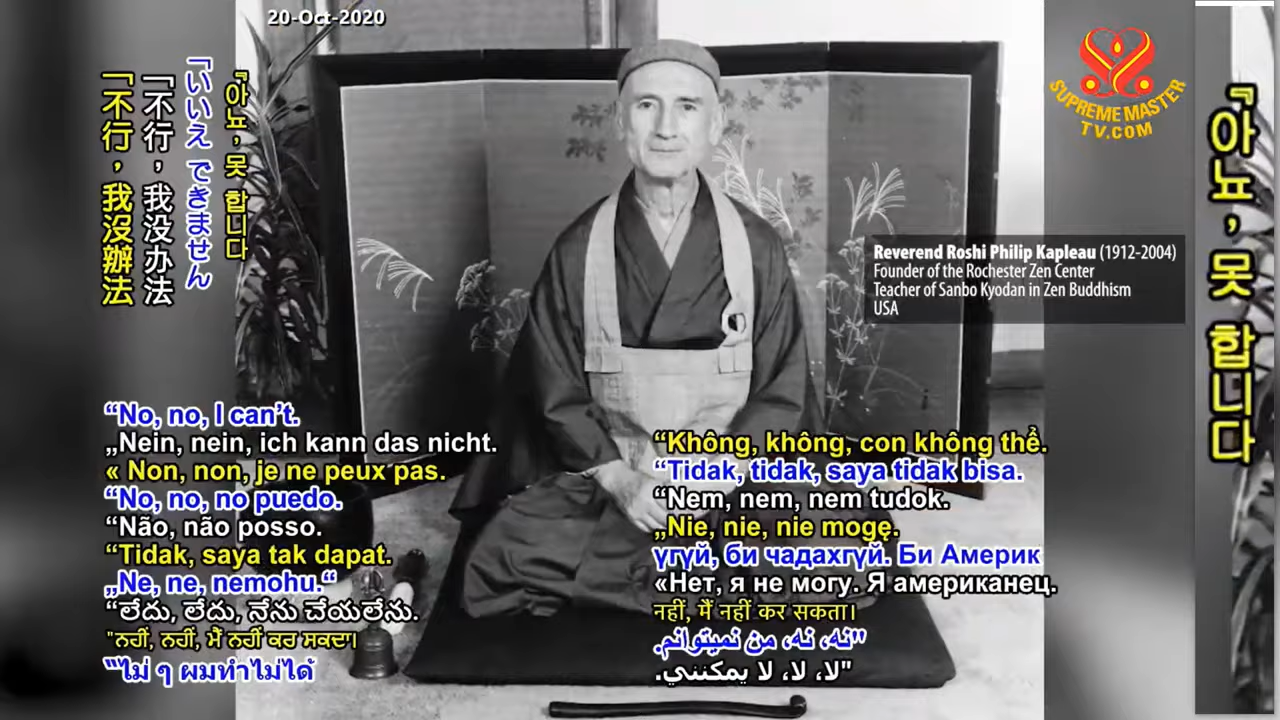 20-Oct-2020
『아뇨, 못 합니다
「いいえ できません
「不行，我没办法
「不行，我沒辦法
SUPREME MASTER
TV.COM
『아뇨, 못 합니다
Reverend Roshi Philip Kapleau (1912-2004)
Founder of the Rochester Zen Center
Teacher of Sanbo Kyodan in Zen Buddhism
USA
“No, no, I can’t.
„Nein, nein, ich kann das nicht.
« Non, non, je ne peux pas.
“No, no, no puedo.
“Não, não posso.
“Tidak, saya tak dapat.
„Ne, ne, nemohu.“
“లేదు, లేదు, నేను చేయలేను.
"ਨਹੀਂ, ਨਹੀਂ, ਮੈਂ ਨਹੀਂ ਕਰ ਸਕਦਾ।
“ไม่ ๆ ผมทำไม่ได้
“Không, không, con không thể.
“Tidak, tidak, saya tidak bisa.
“Nem, nem, nem tudok.
„Nie, nie, nie mogę.
үгүй, би чадахгүй. Би Америк
«Нет, я не могу. Я американец.
नहीं, मैं नहीं कर सकता।
"نه، نه، من نمیتوانم.
"لا، لا، لا يمكنني.